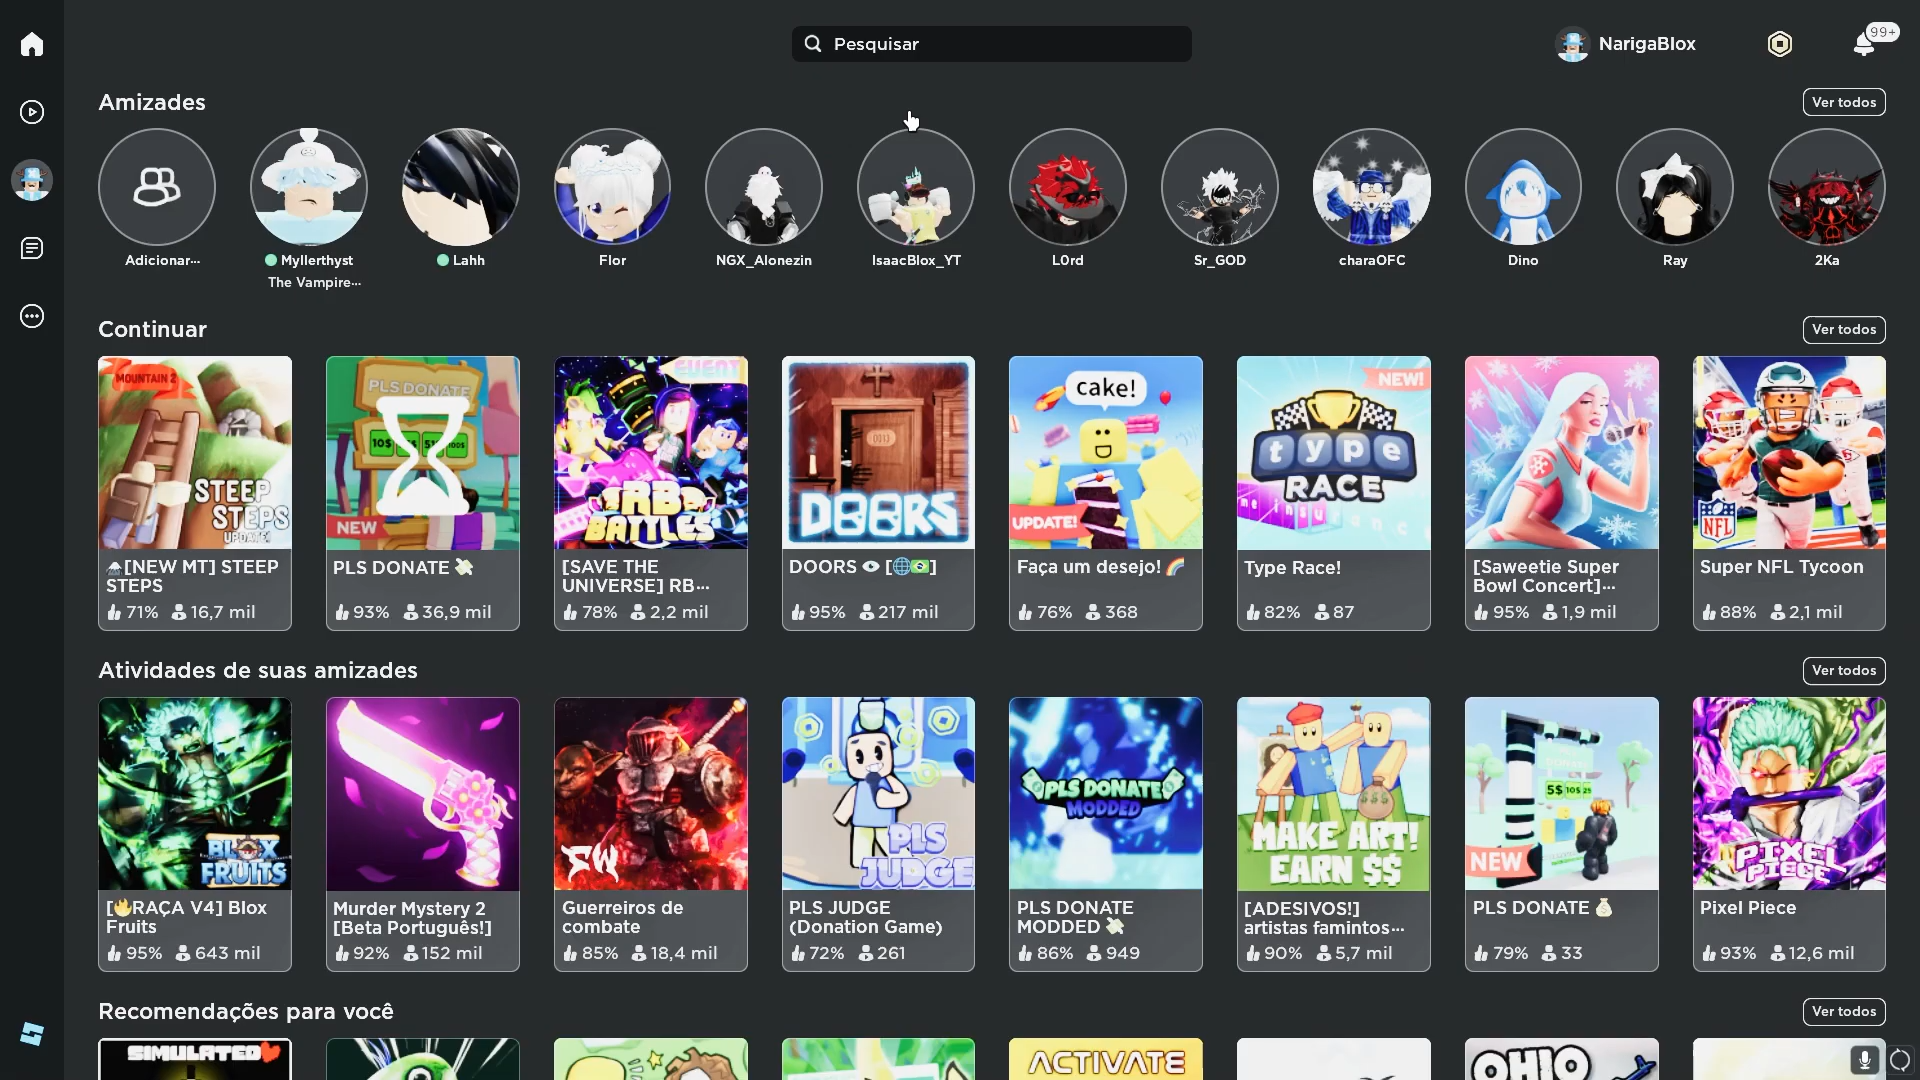 Pesquisar
NarigaBlox
99+
Amizades
Ver todos
Adicionar...
Myllerthyst
The Vampire...
Lahh
Flor
NGX_Alonezin
IsaacBlox_YT
L0rd
Sr_GOD
charaOFC
Dino
Ray
2Ka
Continuar
Ver todos
MOUNTAIN 2
STEEP
STEPS
UPDATE!
[NEW MT] STEEP
STEPS
71% 16,7 mil
PLS DONATE
NEW
PLS DONATE
93% 36,9 mil
EVENT
RB
BATTLES
[SAVE THE
UNIVERSE] RB...
78% 2,2 mil
DOORS
DOORS
95% 217 mil
cake!
UPDATE!
Faça um desejo!
76% 368
NEW!
type
RACE
Type Race!
82% 87
[Saweetie Super
Bowl Concert]...
95% 1,9 mil
NFL
Super NFL Tycoon
88% 2,1 mil
Atividades de suas amizades
Ver todos
BLOX
FRUITS
[RAÇA V4] Blox
Fruits
95% 643 mil
Murder Mystery 2
[Beta Português!]
92% 152 mil
FW
Guerreiros de
combate
85% 18,4 mil
PLS
JUDGE
PLS JUDGE
(Donation Game)
72% 261
PLS DONATE
MODDED
PLS DONATE
MODDED
86% 949
MAKE ART!
EARN $$
[ADESIVOS!]
artistas famintos...
90% 5,7 mil
5$ 10$
NEW
PLS DONATE
79% 33
PIXEL
PIECE
Pixel Piece
93% 12,6 mil
Recomendações para você
Ver todos
SIMULATED
ACTIVATE
OHIO